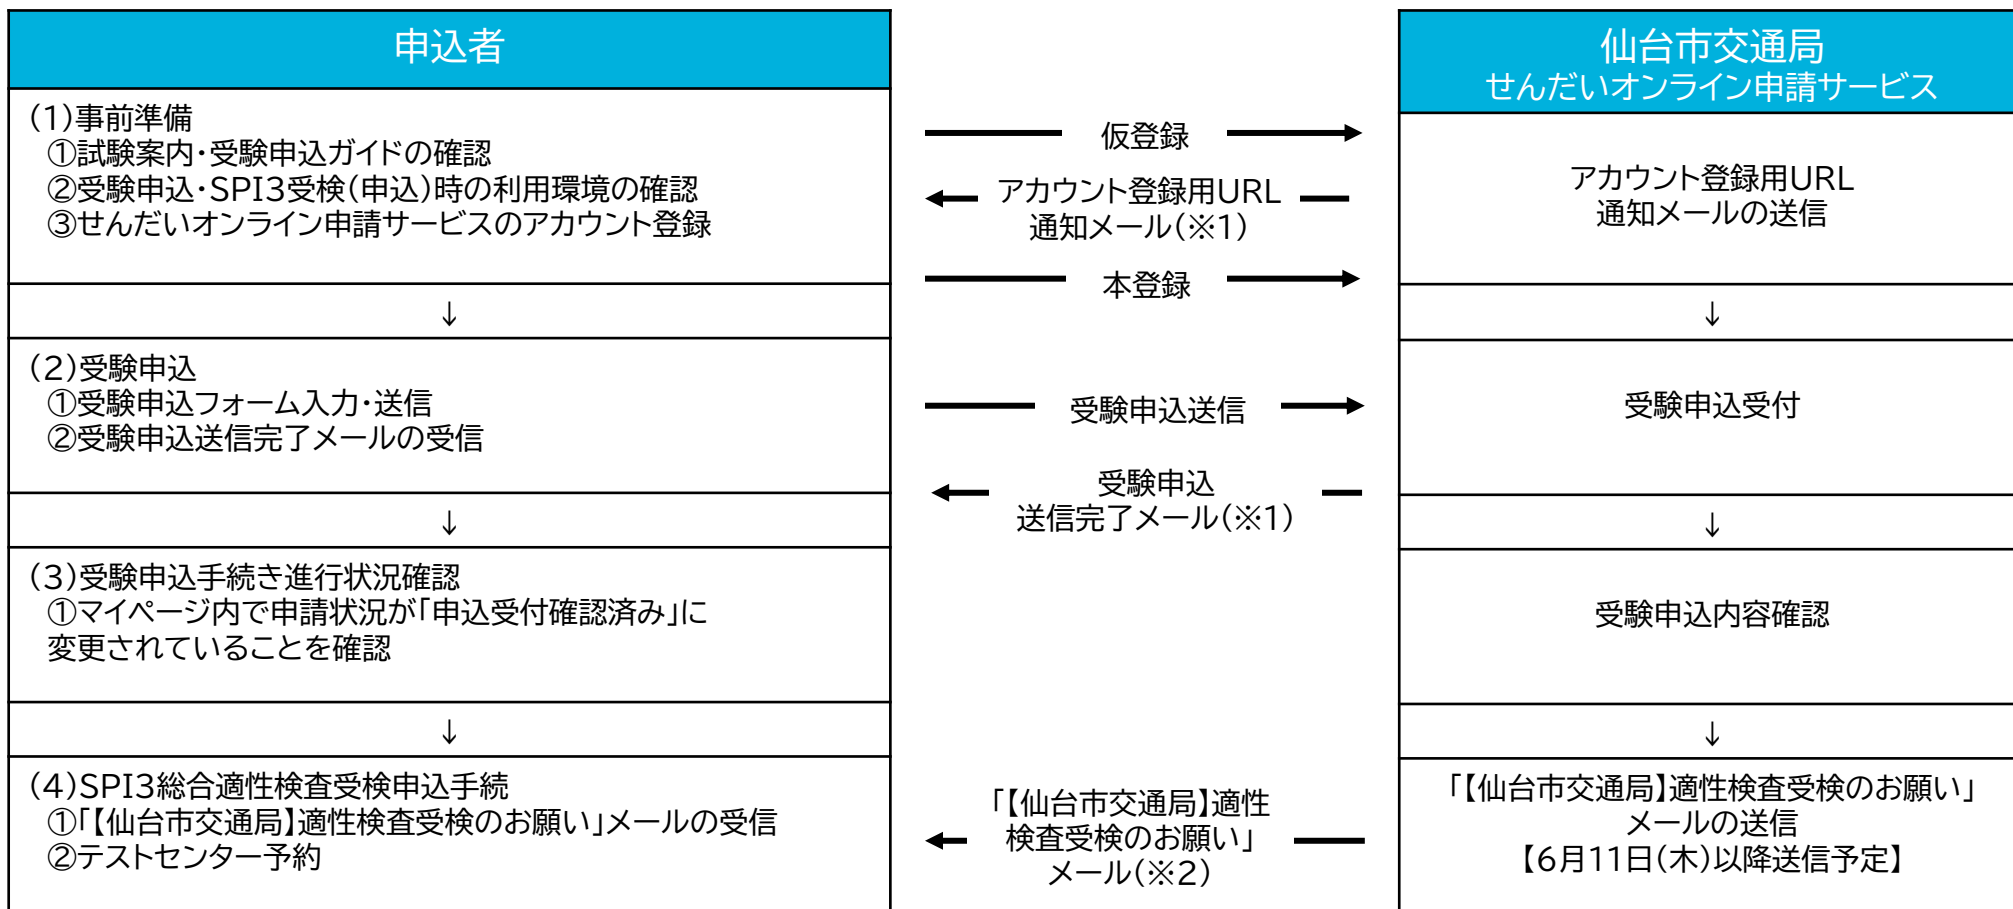 申込者
(1)事前準備
①試験案内・受験申込ガイドの確認
②受験申込・SPI3受検(申込)時の利用環境の確認
③せんだいオンライン申請サービスのアカウント登録
↓
(2)受験申込
①受験申込フォーム入力・送信
②受験申込送信完了メールの受信
↓
(3)受験申込手続き進行状況確認
①マイページ内で申請状況が「申込受付確認済み」に
変更されていることを確認
↓
(4)SPI3総合適性検査受検申込手続
①「【仙台市交通局】適性検査受検のお願い」メールの受信
②テストセンター予約
仮登録
アカウント登録用URL
通知メール(※1)
本登録
受験申込送信
受験申込
送信完了メール(※1)
「【仙台市交通局】適性
検査受検のお願い」
メール(※2)
仙台市交通局
せんだいオンライン申請サービス
アカウント登録用URL
通知メールの送信
↓
受験申込受付
↓
受験申込内容確認
↓
「【仙台市交通局】適性検査受検のお願い」
メールの送信
【6月11日(木)以降送信予定】